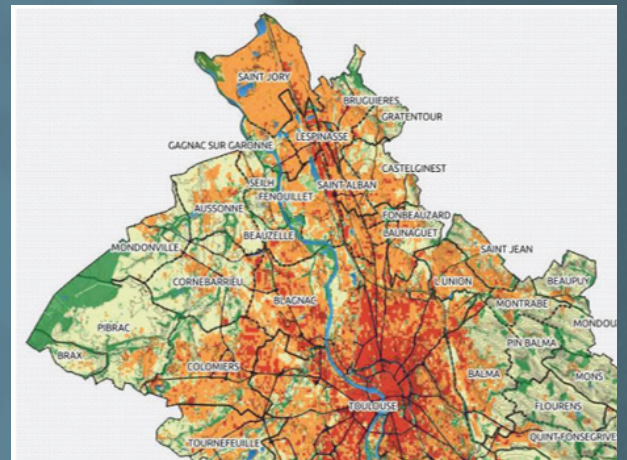 SAINT JORY
BRUGUIERES
GRATENTOUR
LESPINASSE
GAGNAC SUR GARONNE
CASTELGINEST
SEILH
SAINT-ALBAN
FENOUILLET
AUSSONNE
FONBEAUZARD
LAUNAGUET
BEAUZELLE
MONDONVILLE
SAINT JEAN
CORNEBARRIEU
L'UNION
BEAUPUY
BLAGNAC
MONTRABE
PIBRAC
MONDOU
PIN BALMA
BRAX
COLOMIERS
BALMA
MONS
TOULOUSE
FLOURENS
TOURNEFEUILLE
QUINT-FONSEGRIVE